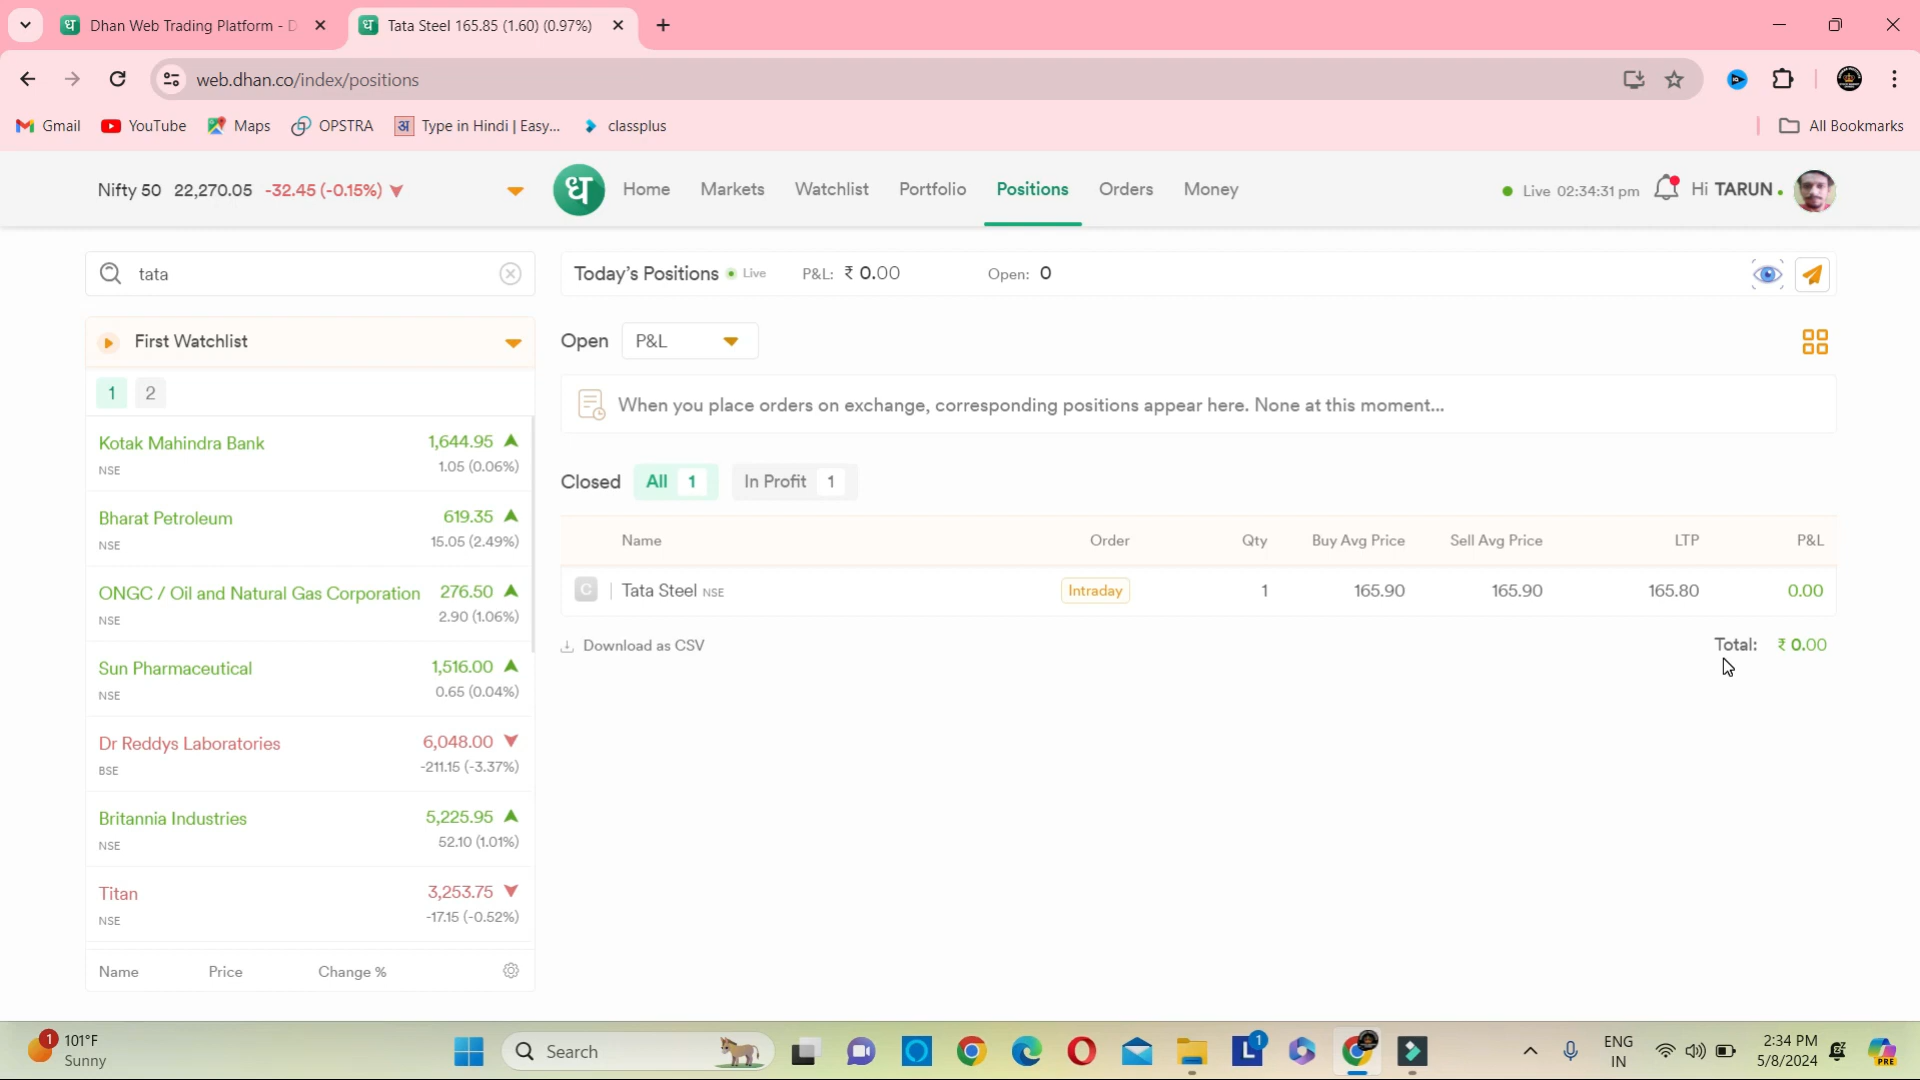 Dhan Web Trading Platform - D
Tata Steel 165.85 (1.60) (0.97%)
web.dhan.co/index/positions
Gmail YouTube Maps OPSTRA अ Type in Hindi | Easy... classplus All Bookmarks
Nifty 50 22,270.05 -32.45 (-0.15%) ध Home Markets Watchlist Portfolio Positions Orders Money Live 02:34:31 pm Hi TARUN
tata
Today's Positions Live P&L: ₹ 0.00 Open: 0
First Watchlist
1 2
Kotak Mahindra Bank 1,644.95
NSE 1.05 (0.06%)
Bharat Petroleum 619.35
NSE 15.05 (2.49%)
ONGC / Oil and Natural Gas Corporation 276.50
NSE 2.90 (1.06%)
Sun Pharmaceutical 1,516.00
NSE 0.65 (0.04%)
Dr Reddys Laboratories 6,048.00
BSE -211.15 (-3.37%)
Britannia Industries 5,225.95
NSE 52.10 (1.01%)
Titan 3,253.75
NSE -17.15 (-0.52%)
Name Price Change %
Open P&L
When you place orders on exchange, corresponding positions appear here. None at this moment...
Closed All 1 In Profit 1
Name Order Qty Buy Avg Price Sell Avg Price LTP P&L
C Tata Steel NSE Intraday 1 165.90 165.90 165.80 0.00
Download as CSV Total: ₹ 0.00
1 101°F
Sunny
Search
L 1
ENG
IN
2:34 PM
5/8/2024
PRE